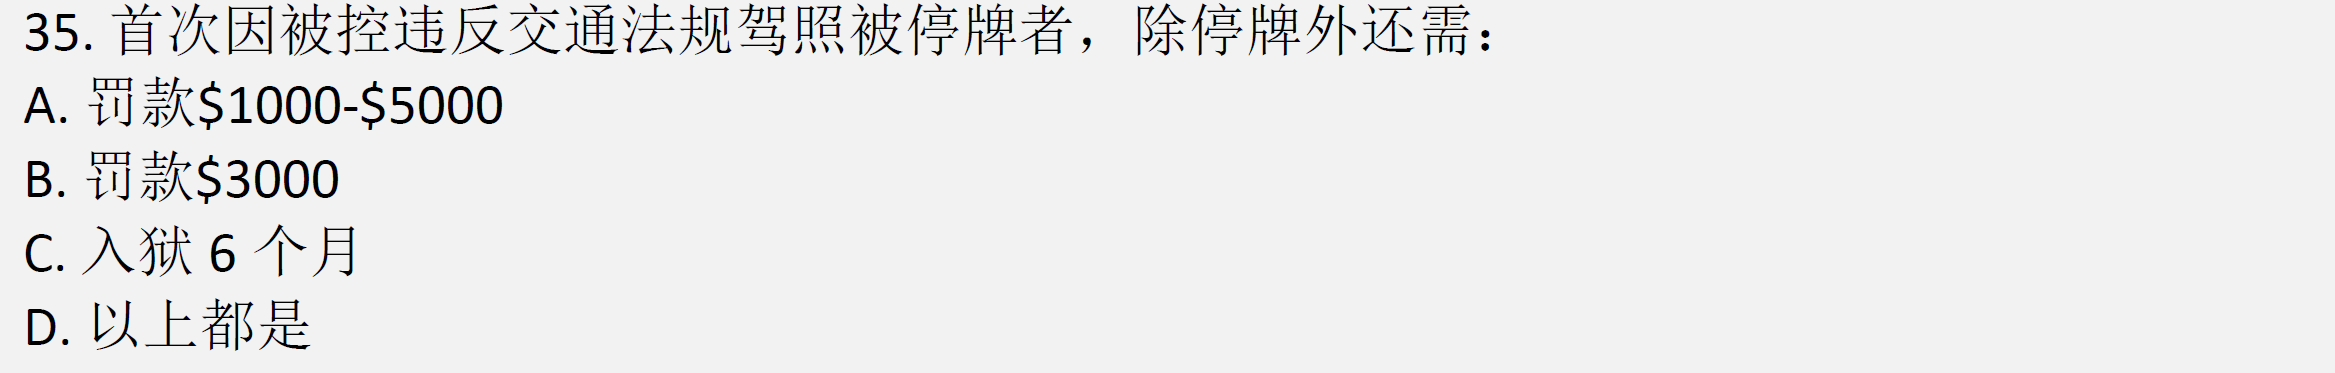 35. 首次因被控违反交通法规驾照被停牌者，除停牌外还需：
A. 罚款$1000-$5000
B. 罚款$3000
C. 入狱 6 个月
D. 以上都是